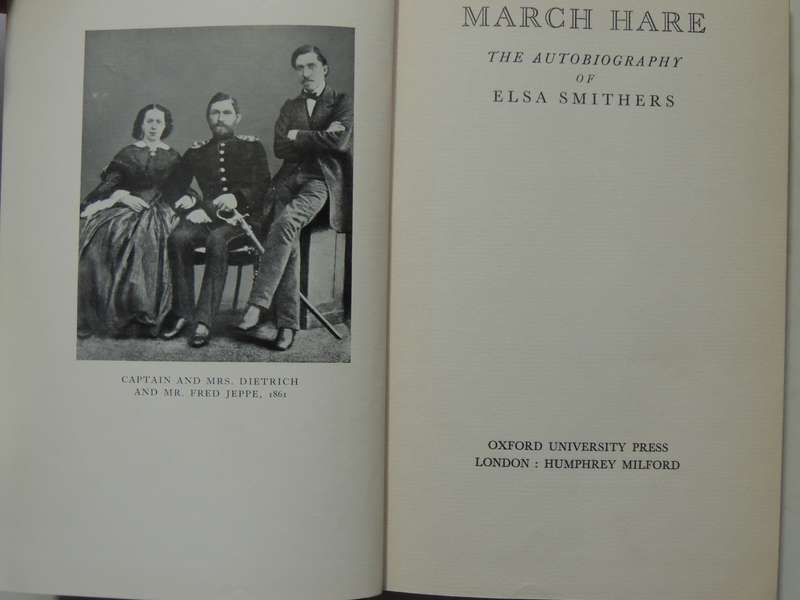 CAPTAIN AND MRS. DIETRICH
AND MR. FRED JEPPE, 1861
MARCH HARE
THE AUTOBIOGRAPHY
OF
ELSA SMITHERS
OXFORD UNIVERSITY PRESS
LONDON : HUMPHREY MILFORD